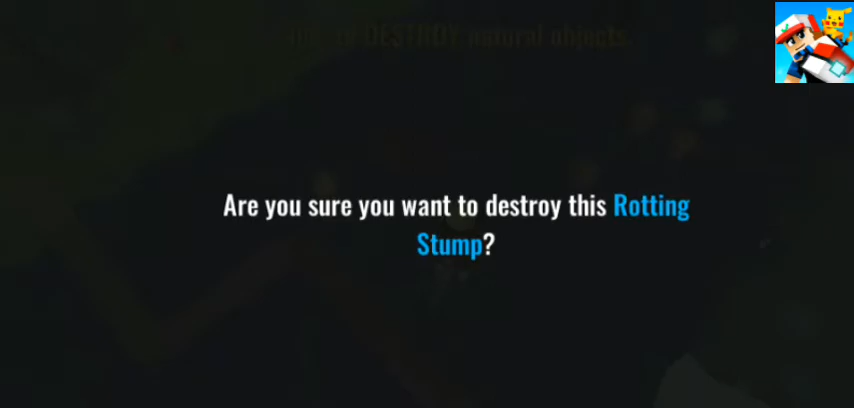 DESTROY natural objects.
Are you sure you want to destroy this Rotting
Stump?